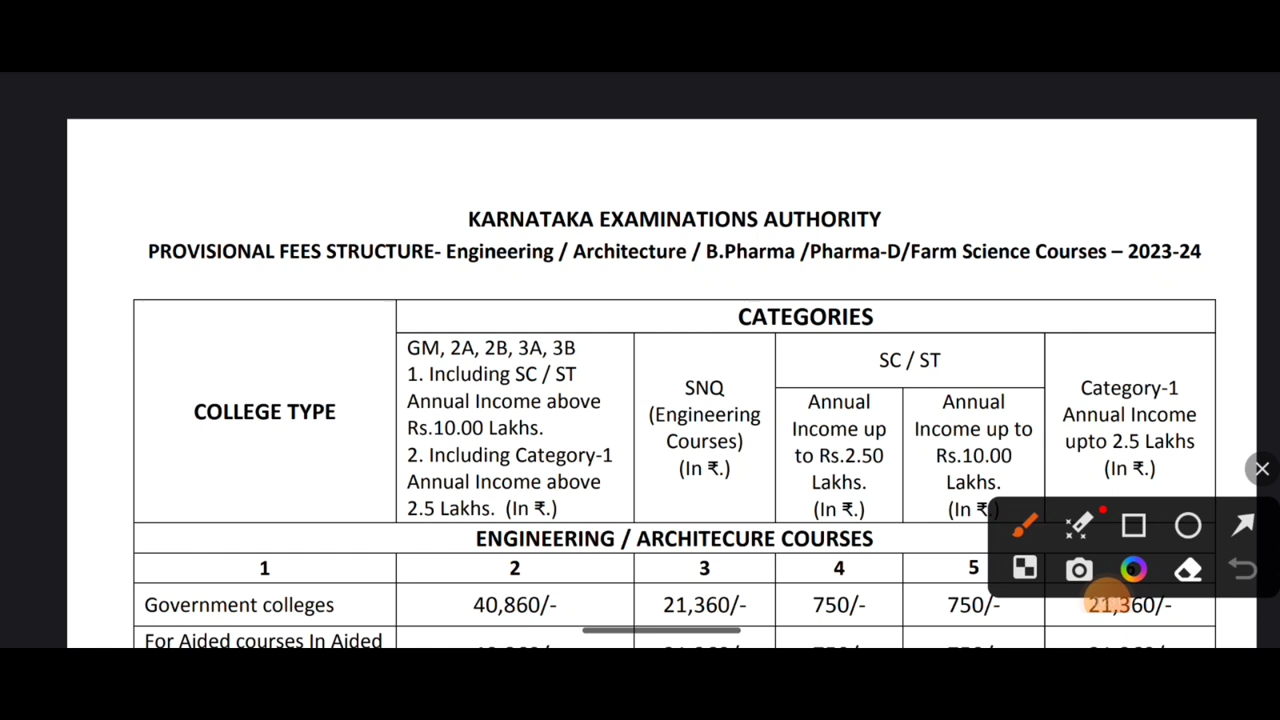 KARNATAKA EXAMINATIONS AUTHORITY
PROVISIONAL FEES STRUCTURE- Engineering / Architecture / B.Pharma /Pharma-D/Farm Science Courses – 2023-24
COLLEGE TYPE
CATEGORIES
GM, 2A, 2B, 3A, 3B
1. Including SC / ST
Annual Income above
Rs.10.00 Lakhs.
2. Including Category-1
Annual Income above
2.5 Lakhs. (In ₹.)
SNQ
(Engineering
Courses)
(In ₹.)
SC / ST
Annual
Income up
to Rs.2.50
Lakhs.
(In ₹.)
Annual
Income up to
Rs.10.00
Lakhs.
(In ₹.)
Category-1
Annual Income
upto 2.5 Lakhs
(In ₹.)
ENGINEERING / ARCHITECURE COURSES
1 2 3 4 5
Government colleges 40,860/- 21,360/- 750/- 750/- 21,360/-
For Aided courses In Aided